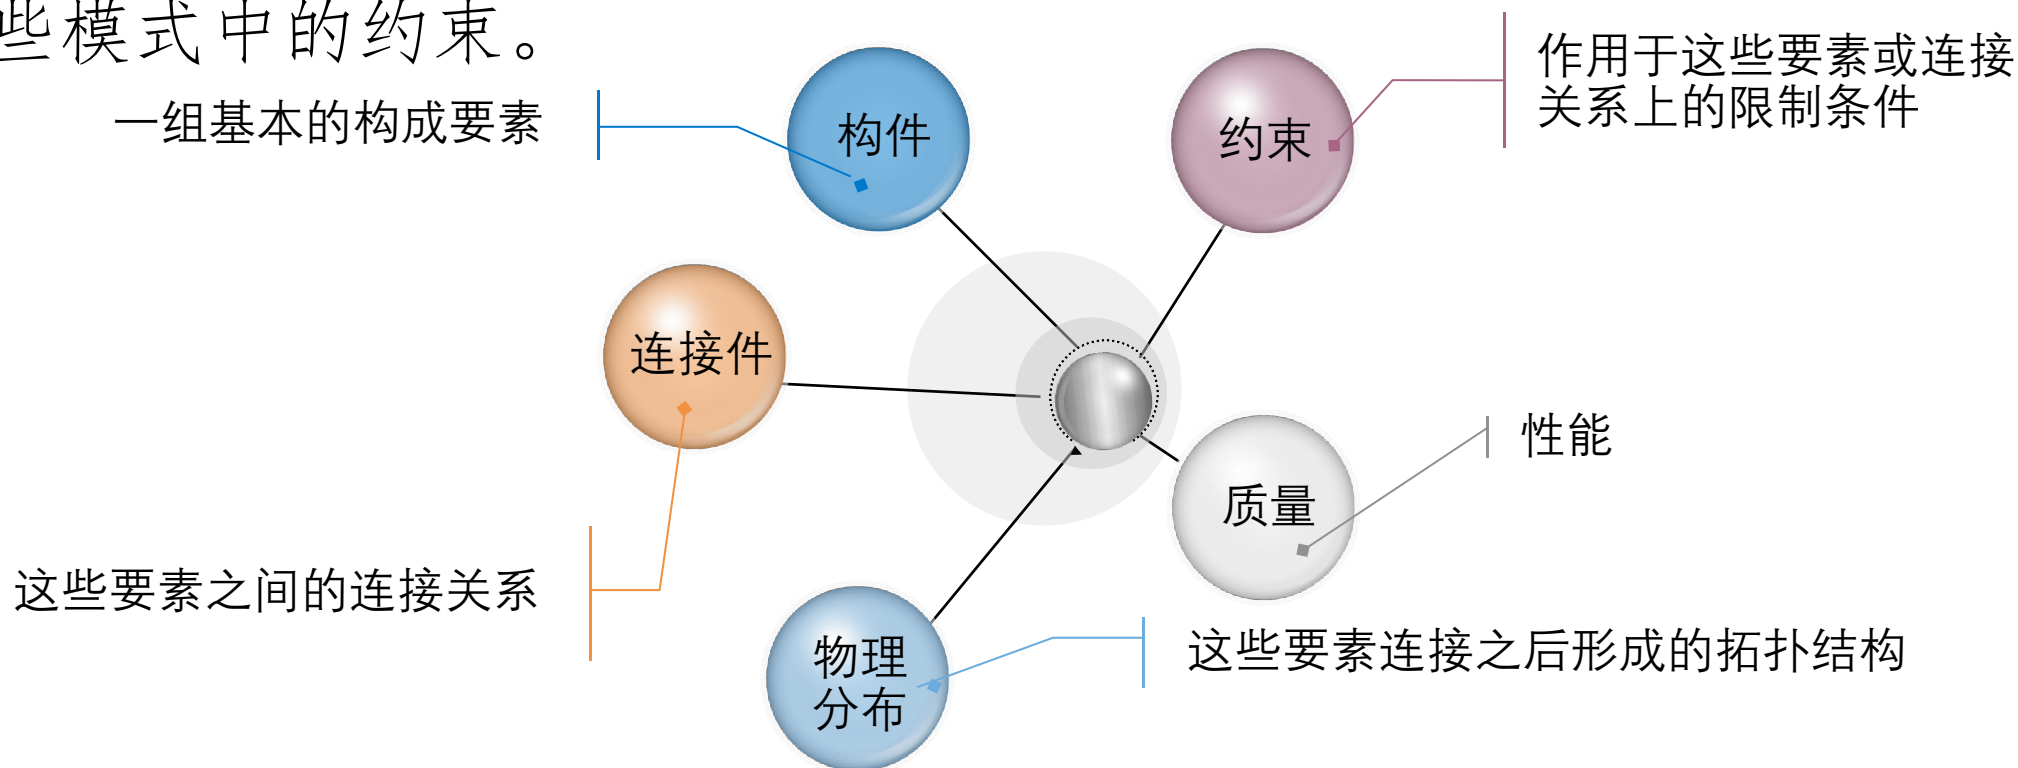 些模式中的约束。
一组基本的构成要素
构件
约束
作用于这些要素或连接
关系上的限制条件
连接件
性能
质量
这些要素之间的连接关系
物理
分布
这些要素连接之后形成的拓扑结构